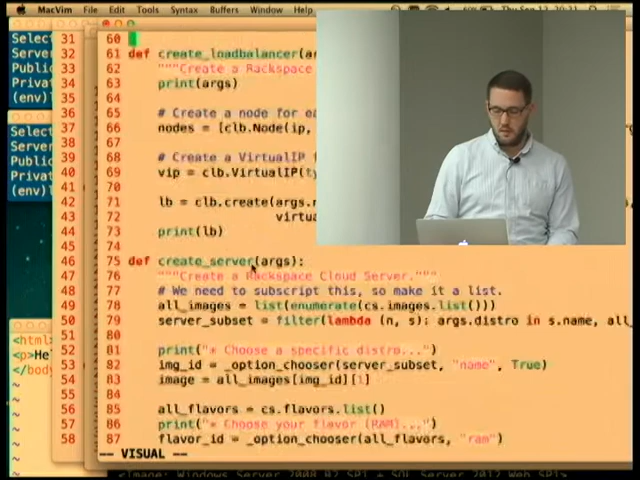 MacVim File Edit Tools Syntax Buffers Window Help
Select
Server
Public
Privat
(env)
Select
Server
Public
Privat
(env)
<html>
<p>He
</body>
31 60
32 61 def create_loadbalancer(ar
33 62 """Create a Rackspace
34 63 print(args)
35 64
36 65 # Create a node for ea
37 66 nodes = [clb.Node(ip,
38 67
39 68 # Create a VirtualIP
40 69 vip = clb.VirtualIP(ty
41 70
42 71 lb = clb.create(args.n
43 72 virtua
44 73 print(lb)
45 74
46 75 def create_server(args):
47 76 """Create a Rackspace Cloud Server."""
48 77 # We need to subscript this, so make it a list.
49 78 all_images = list(enumerate(cs.images.list()))
50 79 server_subset = filter(lambda (n, s): args.distro in s.name, all_
51 80
52 81 print("* Choose a specific distro...")
53 82 img_id = _option_chooser(server_subset, "name", True)
54 83 image = all_images[img_id][1]
55 84
56 85 all_flavors = cs.flavors.list()
57 86 print("* Choose your flavor (RAM)...")
58 87 flavor_id = _option_chooser(all_flavors, "ram")
-- VISUAL --